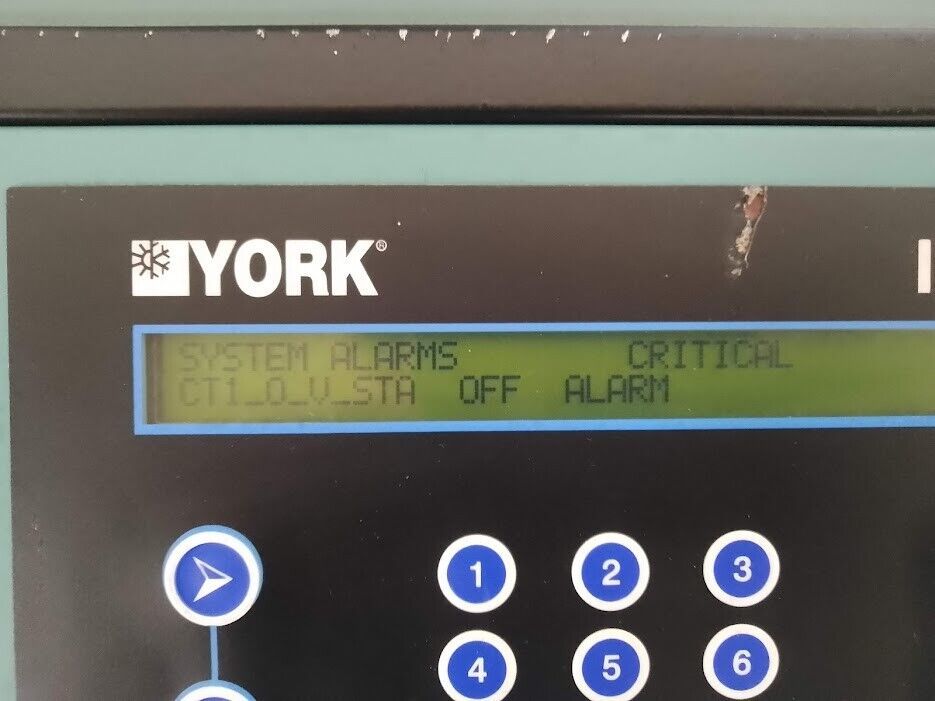 YORK®
SYSTEM ALARMS CRITICAL
CT1_O_V_STA OFF ALARM
1 2 3
4 5 6